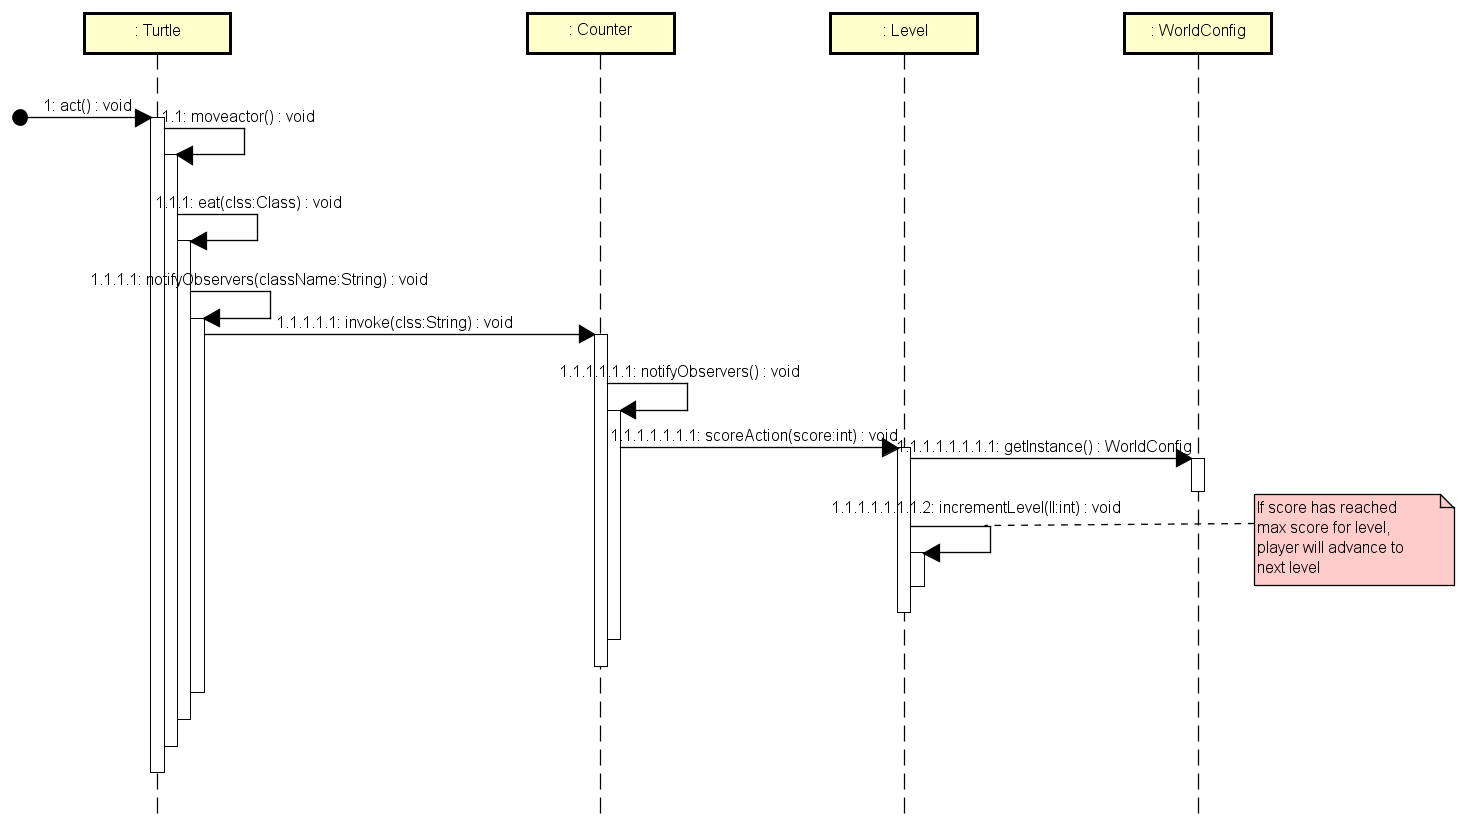 : Turtle
: Counter
: Level
: WorldConfig
1: act() : void
1.1: moveactor() : void
1.1.1: eat(clss:Class) : void
1.1.1.1: notifyObservers(className:String) : void
1.1.1.1.1: invoke(clss:String) : void
1.1.1.1.1.1: notifyObservers() : void
1.1.1.1.1.1.1: scoreAction(score:int) : void
1.1.1.1.1.1.1.1: getInstance() : WorldConfig
1.1.1.1.1.1.1.2: incrementLevel(ll:int) : void
If score has reached
max score for level,
player will advance to
next level